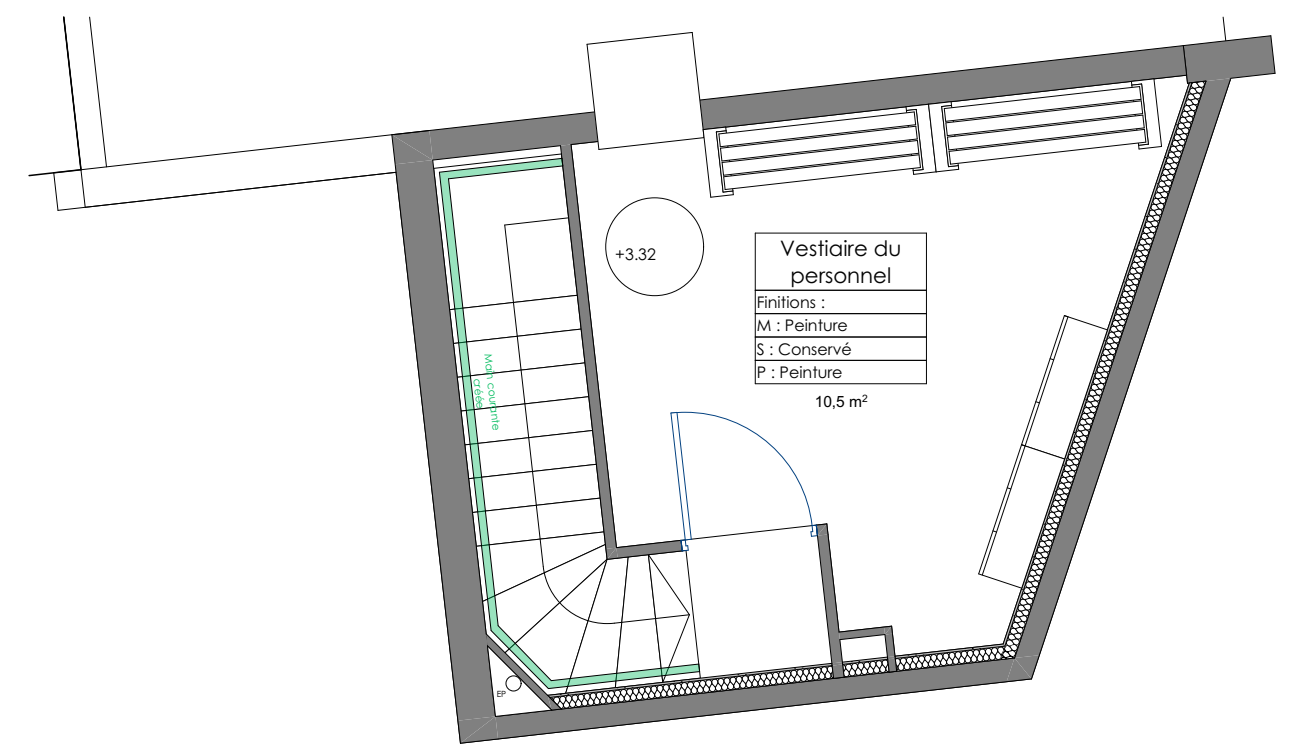 +3.32
Vestiaire du
personnel
Finitions :
M : Peinture
S : Conservé
P : Peinture
10,5 m²
Main courante
créée
EP